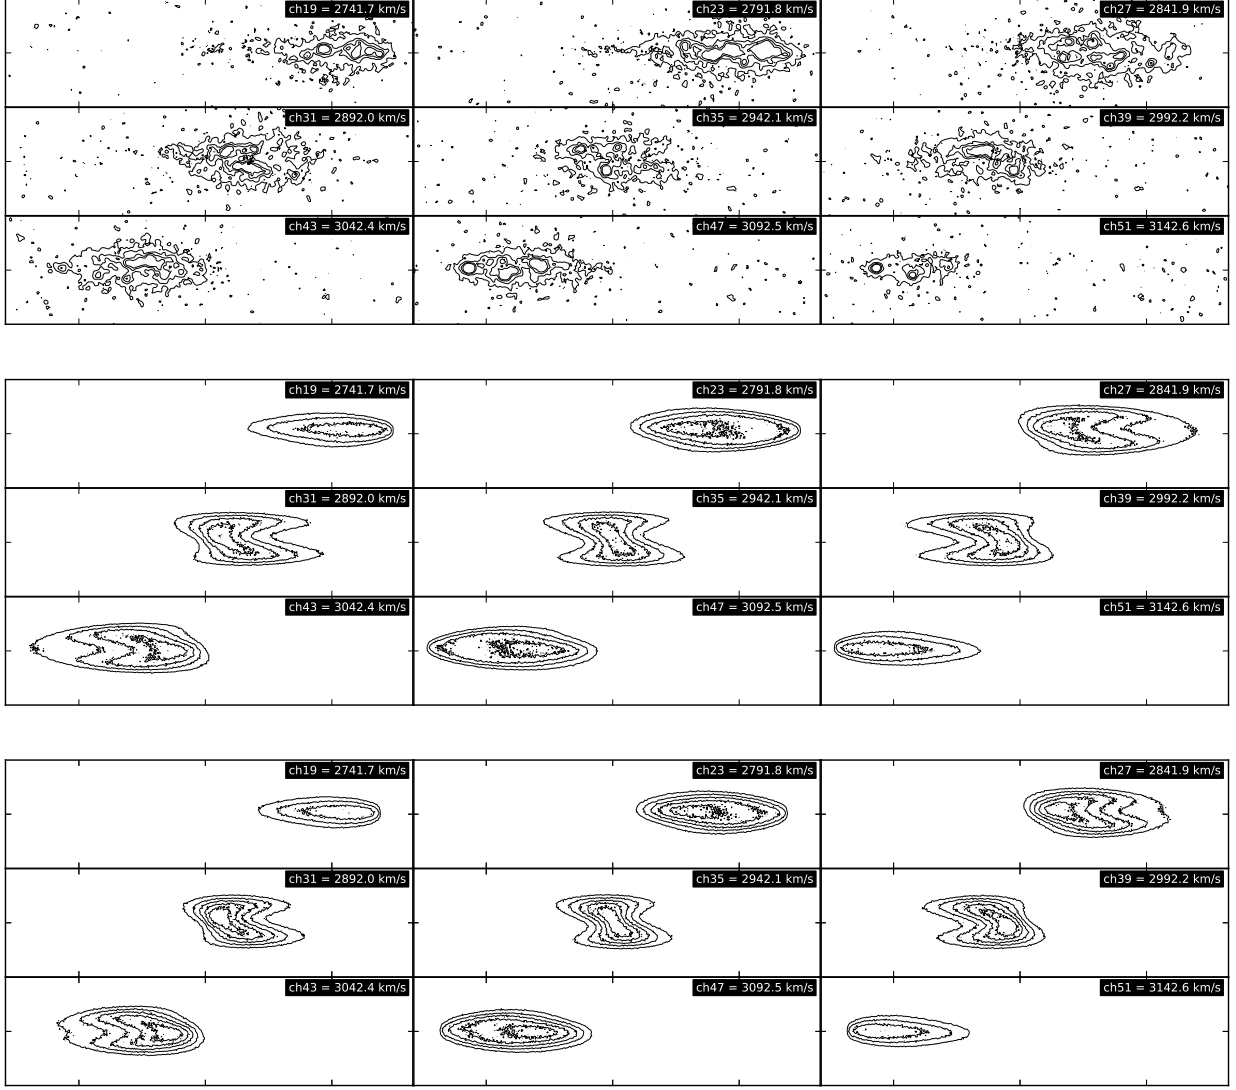 ch19 = 2741.7 km/s
ch23 = 2791.8 km/s
ch27 = 2841.9 km/s
ch31 = 2892.0 km/s
ch35 = 2942.1 km/s
ch39 = 2992.2 km/s
ch43 = 3042.4 km/s
ch47 = 3092.5 km/s
ch51 = 3142.6 km/s
ch19 = 2741.7 km/s
ch23 = 2791.8 km/s
ch27 = 2841.9 km/s
ch31 = 2892.0 km/s
ch35 = 2942.1 km/s
ch39 = 2992.2 km/s
ch43 = 3042.4 km/s
ch47 = 3092.5 km/s
ch51 = 3142.6 km/s
ch19 = 2741.7 km/s
ch23 = 2791.8 km/s
ch27 = 2841.9 km/s
ch31 = 2892.0 km/s
ch35 = 2942.1 km/s
ch39 = 2992.2 km/s
ch43 = 3042.4 km/s
ch47 = 3092.5 km/s
ch51 = 3142.6 km/s